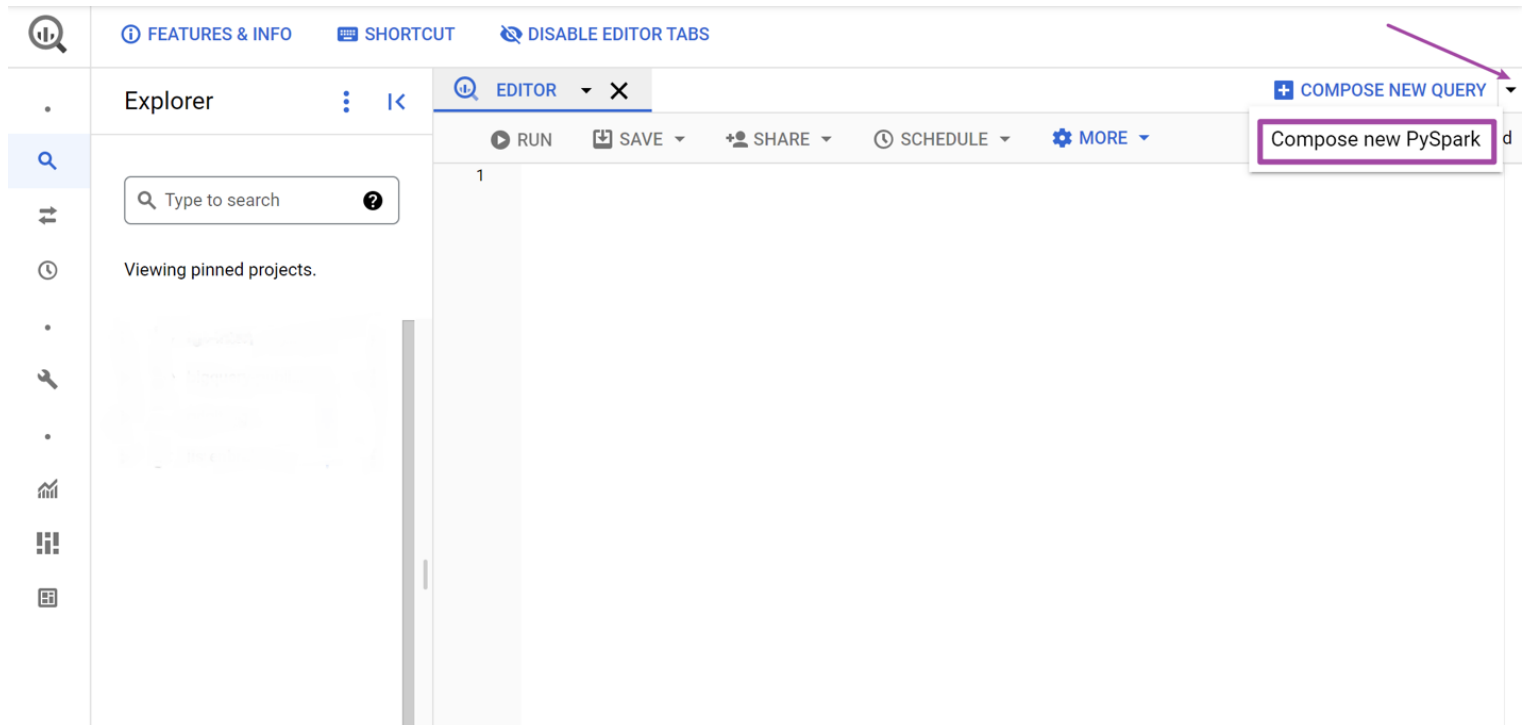 FEATURES & INFO SHORTCUT DISABLE EDITOR TABS
Explorer
EDITOR
COMPOSE NEW QUERY
RUN SAVE SHARE SCHEDULE MORE
Compose new PySpark
d
1
Type to search
Viewing pinned projects.